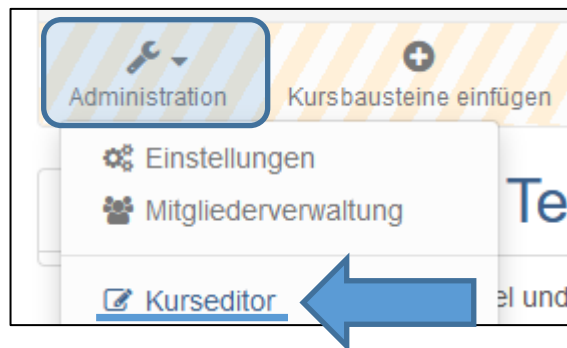 Administration Kursbausteine einfügen
Einstellungen
Mitgliederverwaltung
Te
Kurseditor
el und